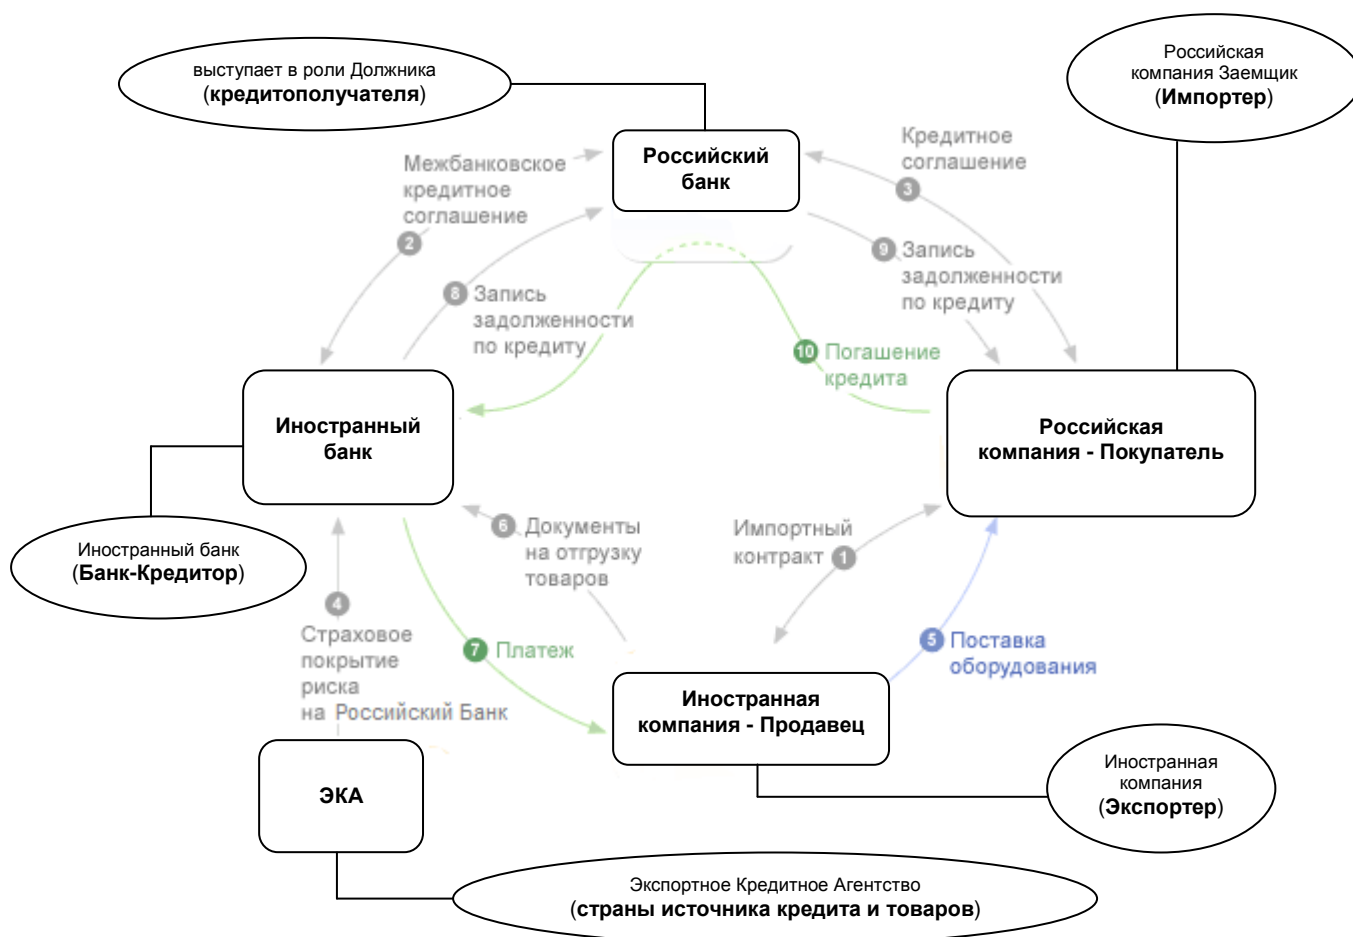 выступает в роли Должника
(кредитополучателя)
Российская
компания Заемщик
(Импортер)
Российский
банк
Межбанковское
кредитное
соглашение
2
Кредитное
соглашение
3
8 Запись
задолженности
по кредиту
9 Запись
задолженности
по кредиту
10 Погашение
кредита
Иностранный
банк
Российская
компания - Покупатель
Иностранный банк
(Банк-Кредитор)
6 Документы
на отгрузку
товаров
Импортный
контракт 1
4
Страховое
покрытие
риска
на Российский Банк
7 Платеж
5 Поставка
оборудования
Иностранная
компания - Продавец
ЭКА
Иностранная
компания
(Экспортер)
Экспортное Кредитное Агентство
(страны источника кредита и товаров)